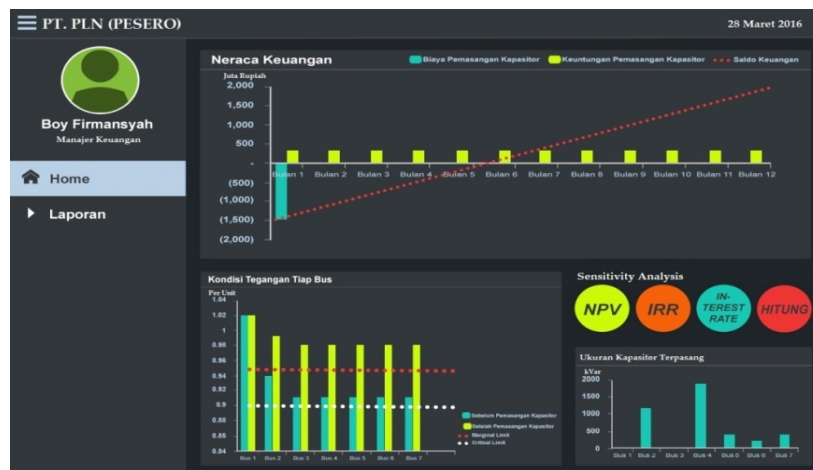 PT. PLN (PESERO)
28 Maret 2016
Boy Firmansyah
Manajer Keuangan
Home
Laporan
Neraca Keuangan
Biaya Pemasangan Kapasitor
Keuntungan Pemasangan Kapasitor
Saldo Keuangan
Juta Rupiah
2,000
1,500
1,000
500
-
(500)
(1,000)
(1,500)
(2,000)
Bulan 1 Bulan 2 Bulan 3 Bulan 4 Bulan 5 Bulan 6 Bulan 7 Bulan 8 Bulan 9 Bulan 10 Bulan 11 Bulan 12
Kondisi Tegangan Tiap Bus
Per Unit
1.04
1.02
1
0.98
0.96
0.94
0.92
0.9
0.88
0.85
0.84
Bus 1 Bus 2 Bus 3 Bus 4 Bus 5 Bus 6 Bus 7
Sebelum Pemasangan Kapasitor
Setelah Pemasangan Kapasitor
Marginal Limit
Critical Limit
Sensitivity Analysis
NPV
IRR
IN-
TEREST
RATE
HITUNG
Ukuran Kapasitor Terpasang
kVar
2000
1500
1000
500
0
Bus 1 Bus 2 Bus 3 Bus 4 Bus 5 Bus 6 Bus 7